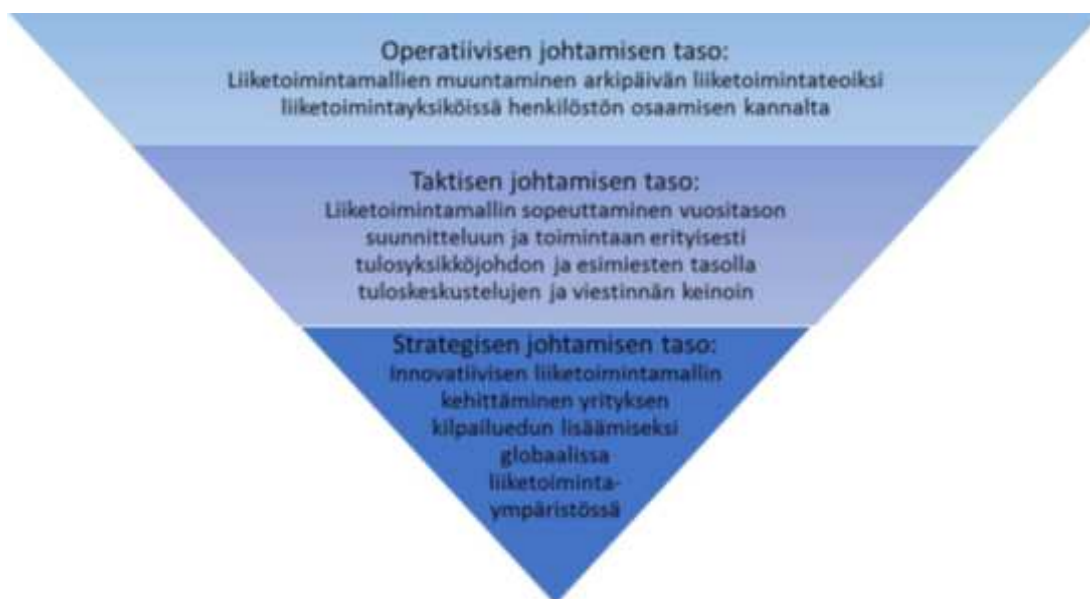 Operatiivisen johtamisen taso:
Liiketoimintamallien muuntaminen arkipäivän liiketoimintateoiksi
liiketoimintayksiköissä henkilöstön osaamisen kannalta
Taktisen johtamisen taso:
Liiketoimintamallin sopeuttaminen vuositason
suunnitteluun ja toimintaan erityisesti
tulosyksikköjohdon ja esimiesten tasolla
tuloskeskustelujen ja viestinnän keinoin
Strategisen johtamisen taso:
Innovatiivisen liiketoimintamallin
kehittäminen yrityksen
kilpailuedun lisäämiseksi
globaalissa
liiketoiminta-
ympäristössä